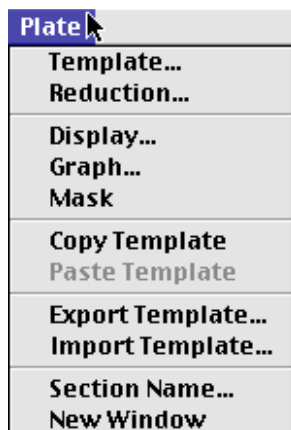 Plate
Template...
Reduction...
Display...
Graph...
Mask
Copy Template
Paste Template
Export Template...
Import Template...
Section Name...
New Window